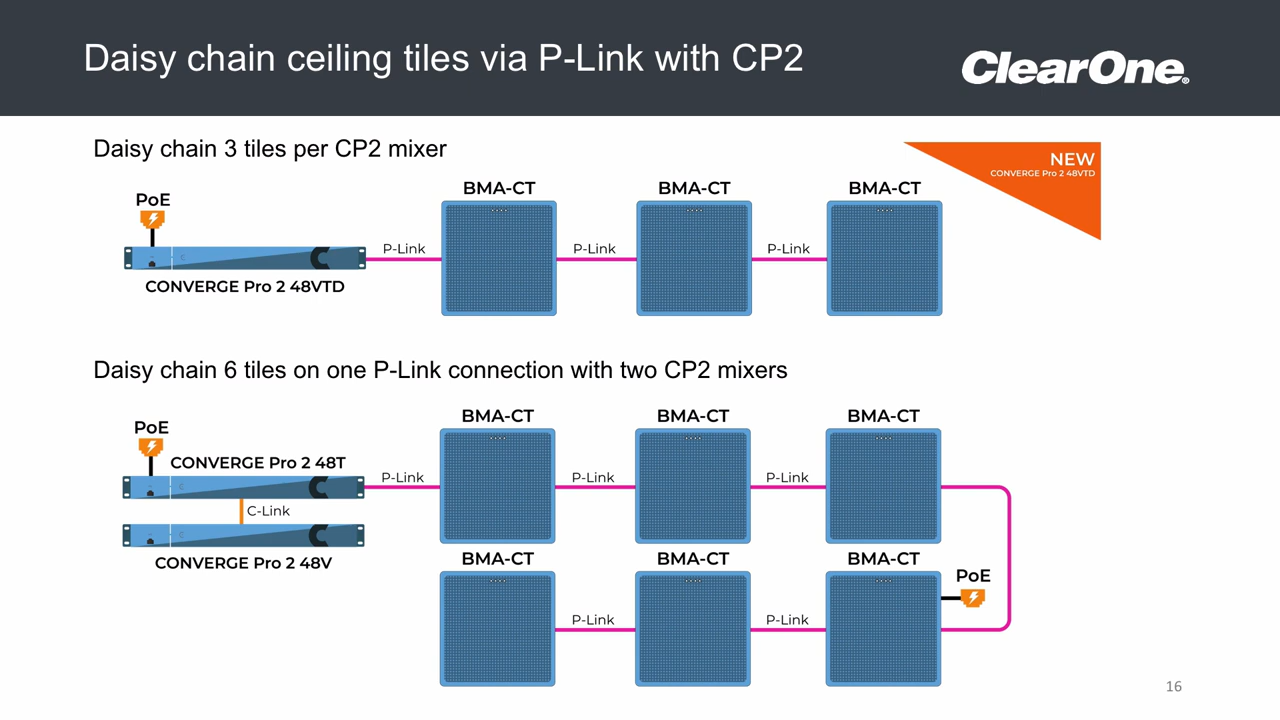 Daisy chain ceiling tiles via P-Link with CP2
ClearOne®
Daisy chain 3 tiles per CP2 mixer
NEW
CONVERGE Pro 2 48VTD
PoE
BMA-CT
BMA-CT
BMA-CT
P-Link
P-Link
P-Link
CONVERGE Pro 2 48VTD
Daisy chain 6 tiles on one P-Link connection with two CP2 mixers
PoE
BMA-CT
BMA-CT
BMA-CT
CONVERGE Pro 2 48T
P-Link
P-Link
P-Link
C-Link
CONVERGE Pro 2 48V
BMA-CT
BMA-CT
BMA-CT
PoE
P-Link
P-Link
16